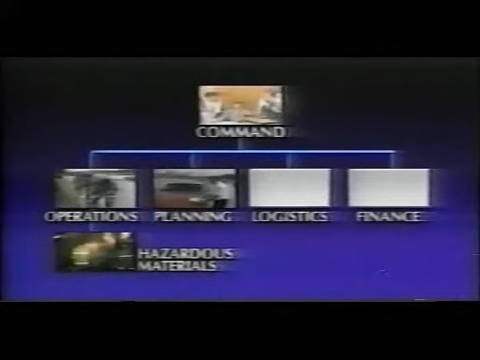 COMMAND
OPERATIONS PLANNING LOGISTICS FINANCE
HAZARDOUS
MATERIALS